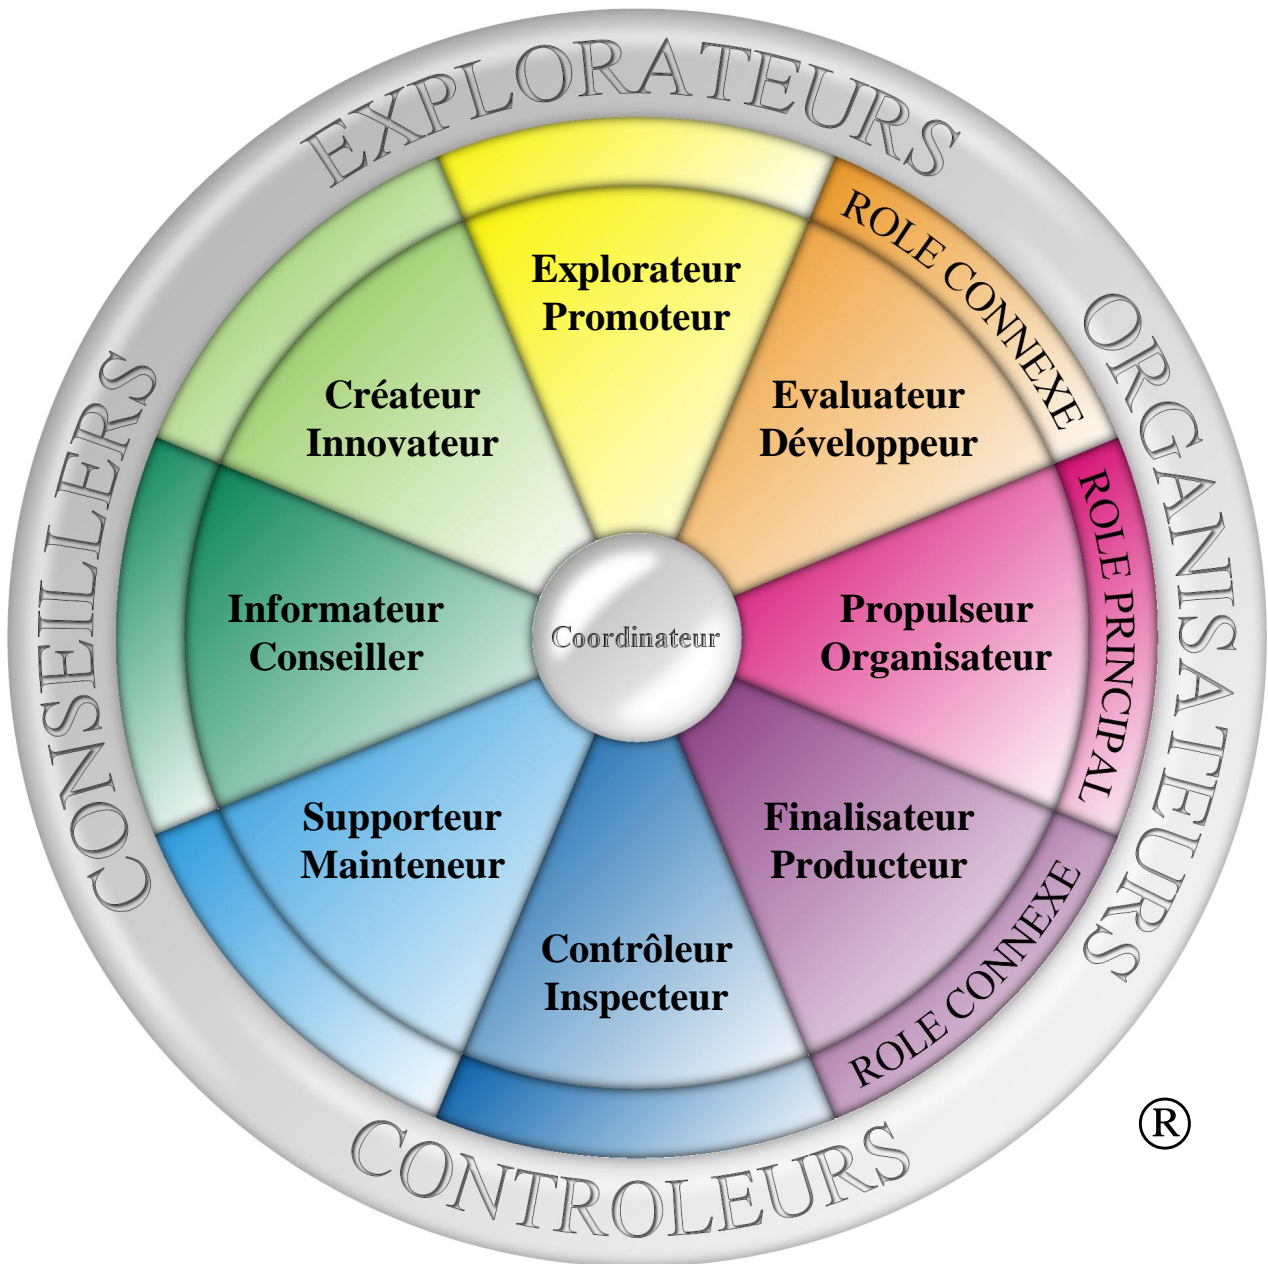 EXPLORATEURS
ORGANISATEURS
CONTROLEURS
CONSEILLERS
ROLE CONNEXE
ROLE PRINCIPAL
ROLE CONNEXE
Explorateur
Promoteur
Evaluateur
Développeur
Propulseur
Organisateur
Finalisateur
Producteur
Contrôleur
Inspecteur
Supporteur
Mainteneur
Informateur
Conseiller
Créateur
Innovateur
Coordinateur
®